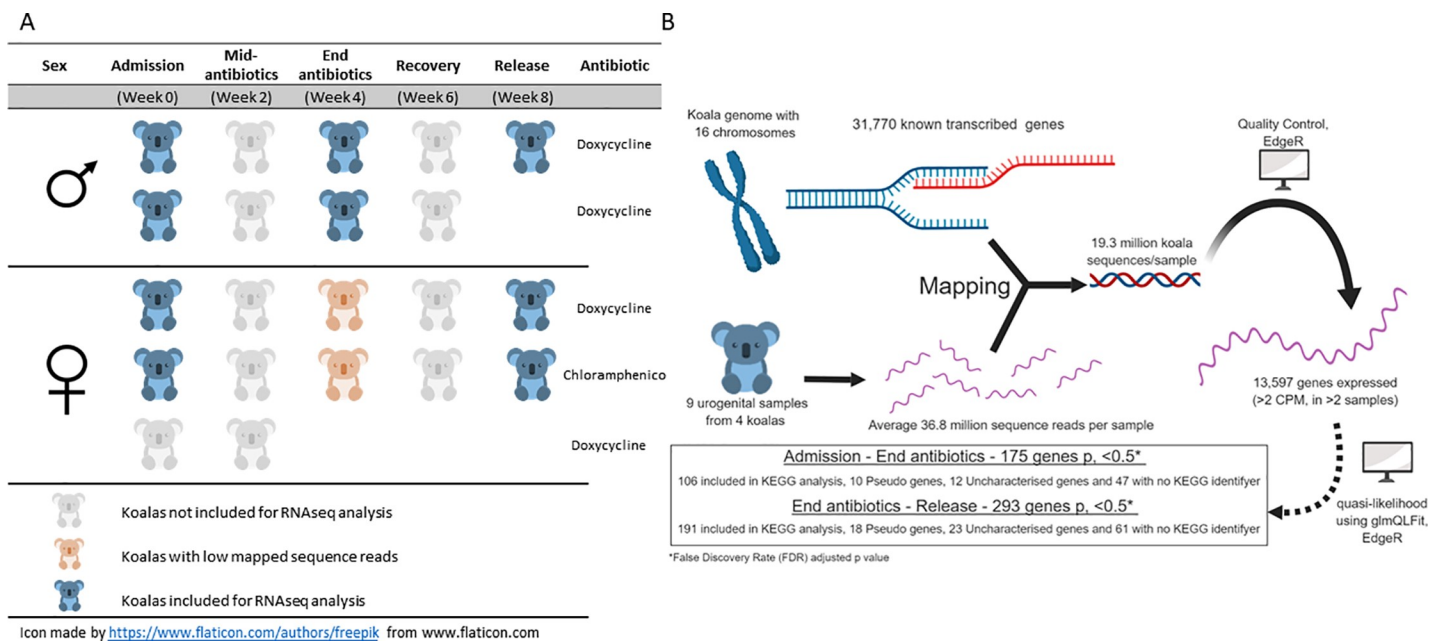 A
Sex Admission Mid-antibiotics End antibiotics Recovery Release Antibiotic
(Week 0) (Week 2) (Week 4) (Week 6) (Week 8)
Doxycycline
Doxycycline
Doxycycline
Chloramphenico
Doxycycline
Koalas not included for RNAseq analysis
Koalas with low mapped sequence reads
Koalas included for RNAseq analysis
Icon made by https://www.flaticon.com/authors/freepik from www.flaticon.com
B
Koala genome with
16 chromosomes
31,770 known transcribed genes
Quality Control,
EdgeR
19.3 million koala
sequences/sample
Mapping
9 urogenital samples
from 4 koalas
Average 36.8 million sequence reads per sample
13,597 genes expressed
(>2 CPM, in >2 samples)
quasi-likelihood
using glmQLFit,
EdgeR
Admission - End antibiotics - 175 genes p, <0.5*
106 included in KEGG analysis, 10 Pseudo genes, 12 Uncharacterised genes and 47 with no KEGG identifyer
End antibiotics - Release - 293 genes p, <0.5*
191 included in KEGG analysis, 18 Pseudo genes, 23 Uncharacterised genes and 61 with no KEGG identifyer
*False Discovery Rate (FDR) adjusted p value